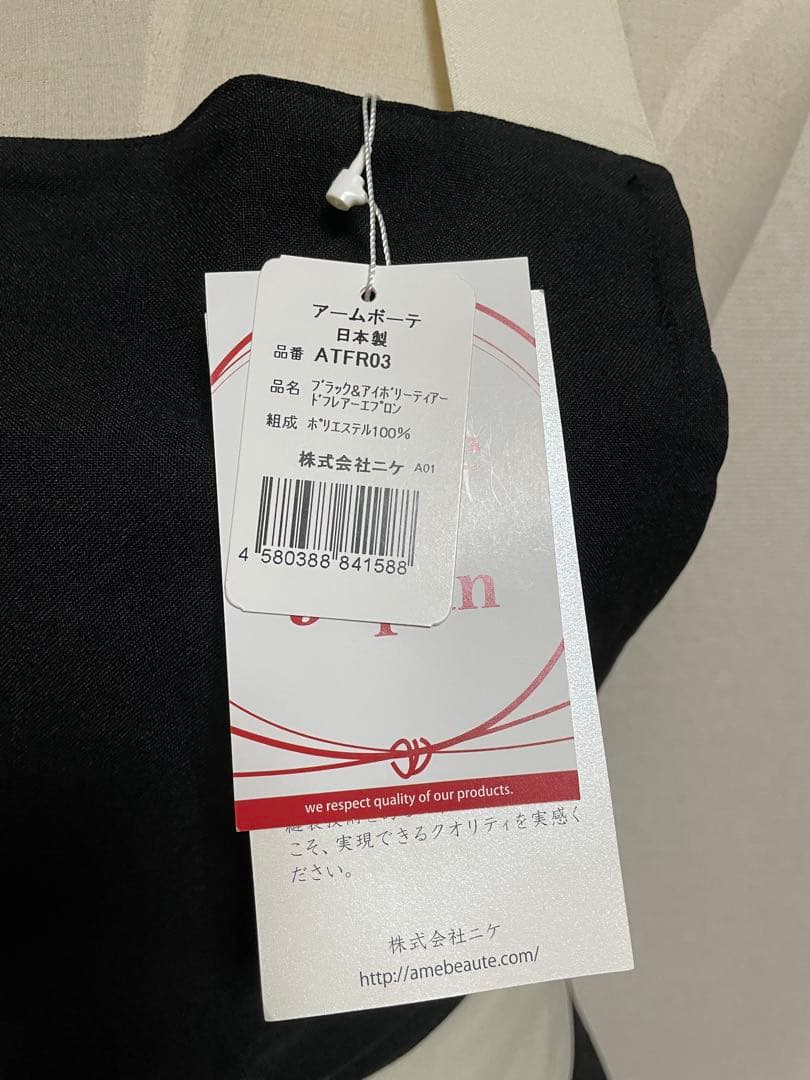 アームボーテ
日本製
品番 ATFR03
品名 ﾌﾞﾗｯｸ&ｱｲﾎﾞﾘｰﾃｨｱｰ
ﾄﾞﾌﾚｱｰｴﾌﾟﾛﾝ
組成 ﾎﾟﾘｴｽﾃﾙ100%
株式会社ニケ A01
4 580388 841588
we respect quality of our products.
こそ、実現できるクオリティを実感く
ださい。
株式会社ニケ
http://amebeaute.com/